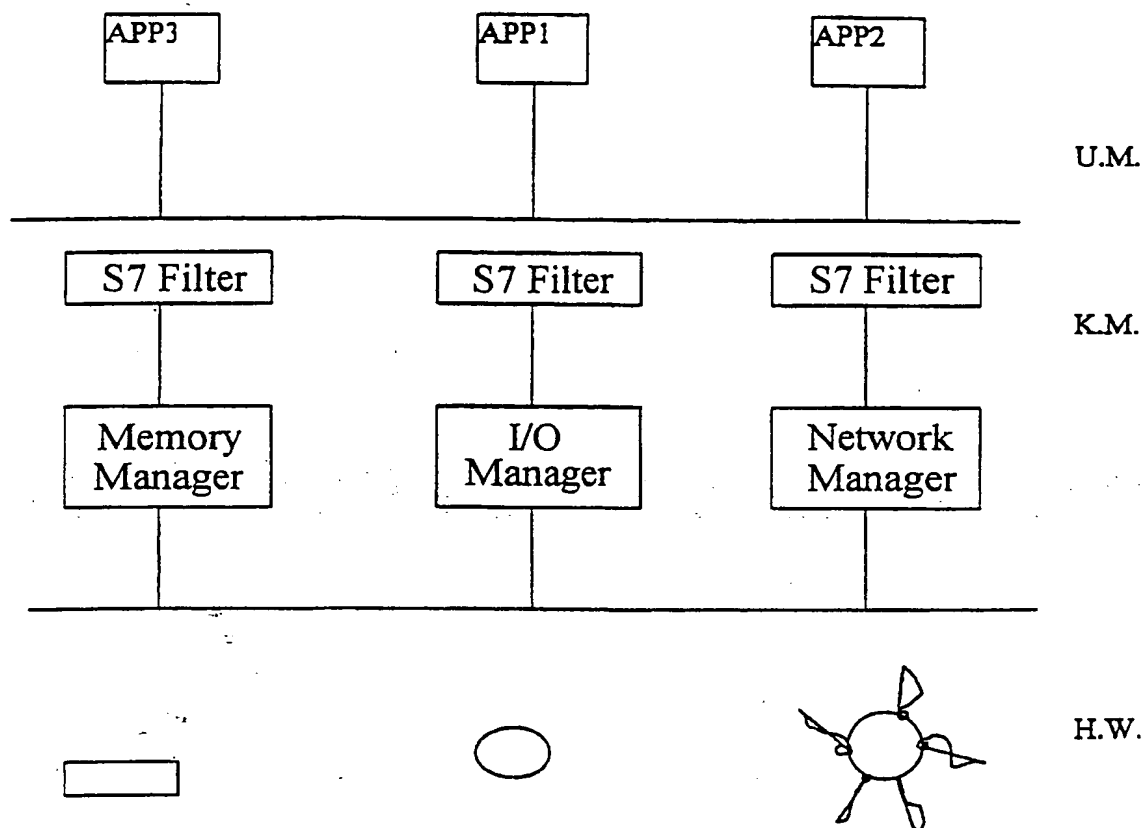 APP3
APP1
APP2
U.M.
S7 Filter
S7 Filter
S7 Filter
K.M.
Memory
Manager
I/O
Manager
Network
Manager
H.W.